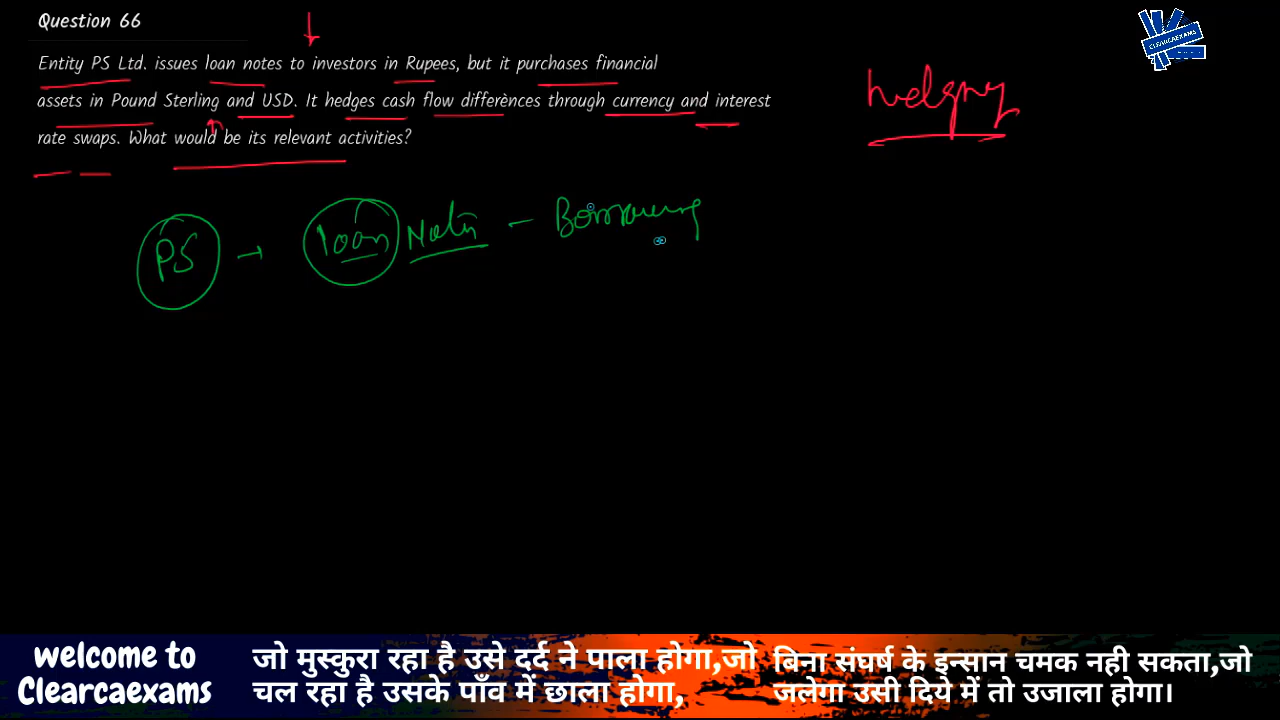 Question 66
CLEARCAEXAMS
Entity PS Ltd. issues loan notes to investors in Rupees, but it purchases financial
assets in Pound Sterling and USD. It hedges cash flow differences through currency and interest
rate swaps. What would be its relevant activities?
PS → loan Notes - Borrowing
welcome to
Clearcaexams
जो मुस्कुरा रहा है उसे दर्द ने पाला होगा,जो
चल रहा है उसके पाँव में छाला होगा,
बिना संघर्ष के इन्सान चमक नही सकता,जो
जलेगा उसी दिये में तो उजाला होगा।